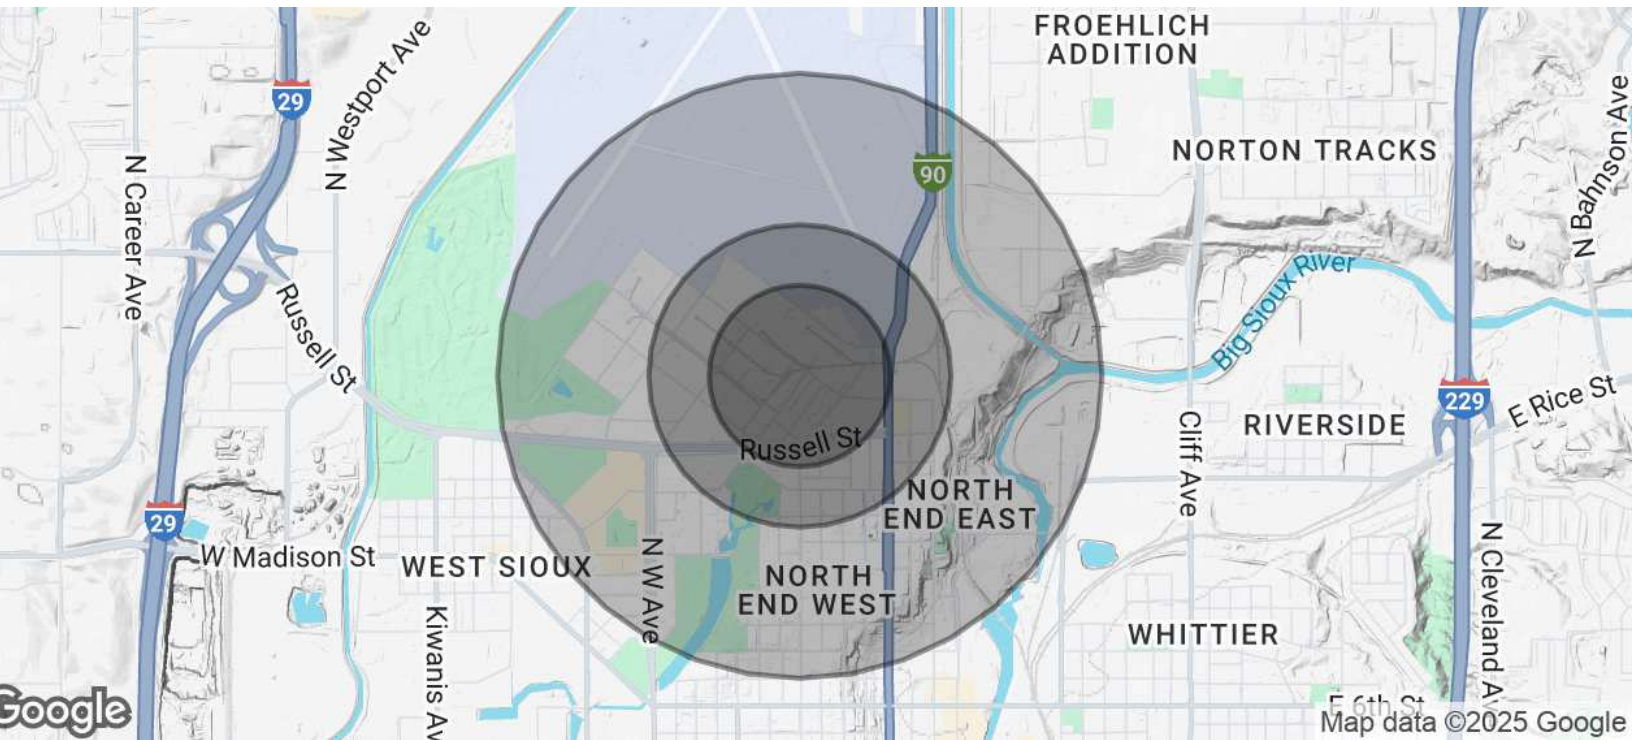 FROEHLICH
ADDITION
29
N Westport Ave
N Bahnson Ave
NORTON TRACKS
90
N Career Ave
Big Sioux River
Russell St
229
E Rice St
RIVERSIDE
Cliff Ave
Russell St
NORTH
END EAST
29
W Madison St
WEST SIOUX
N W Ave
NORTH
END WEST
N Cleveland Av
Kiwanis Av
WHITTIER
E 6th St
Google
Map data ©2025 Google